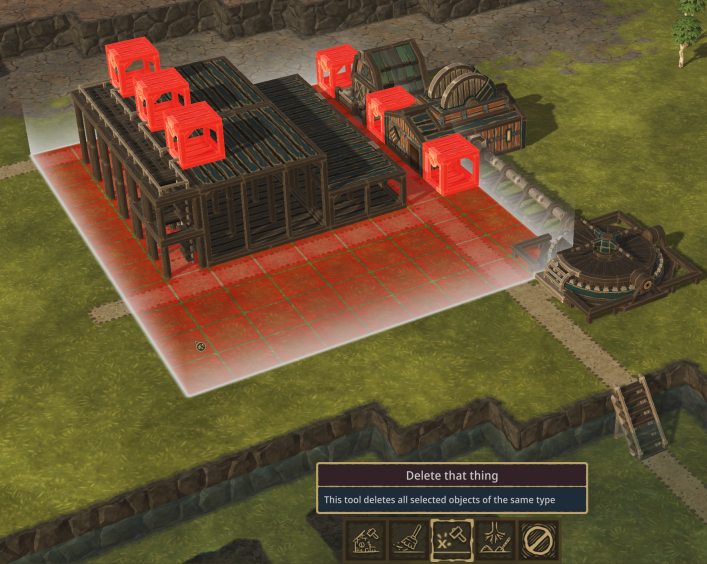 Delete that thing
This tool deletes all selected objects of the same type